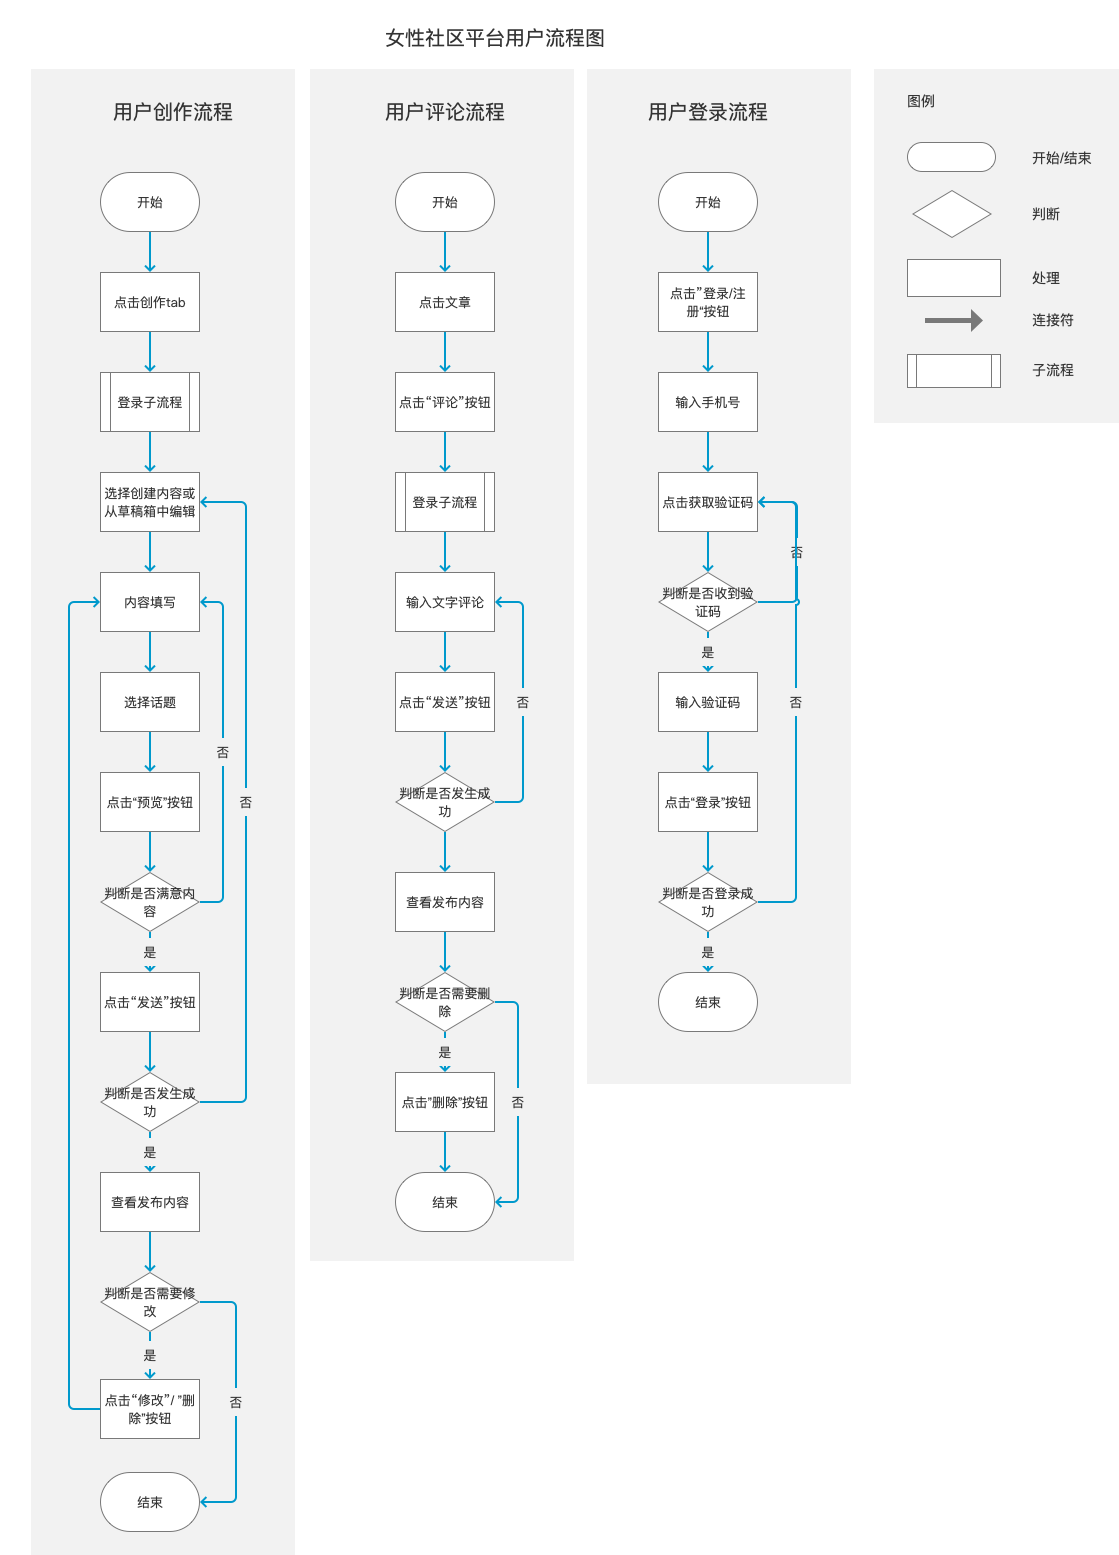 女性社区平台用户流程图
用户创作流程
开始
点击创作tab
登录子流程
选择创建内容或
从草稿箱中编辑
内容填写
选择话题
点击“预览”按钮
否
否
判断是否满意内
容
是
点击“发送”按钮
判断是否发生成
功
是
查看发布内容
判断是否需要修
改
是
点击“修改”/ "删
除"按钮
否
结束
用户评论流程
开始
点击文章
点击“评论”按钮
登录子流程
输入文字评论
点击“发送”按钮
否
判断是否发生成
功
查看发布内容
判断是否需要删
除
是
点击"删除"按钮
否
结束
用户登录流程
开始
点击”登录/注
册“按钮
输入手机号
点击获取验证码
否
判断是否收到验
证码
是
输入验证码
否
点击“登录”按钮
判断是否登录成
功
是
结束
图例
开始/结束
判断
处理
连接符
子流程